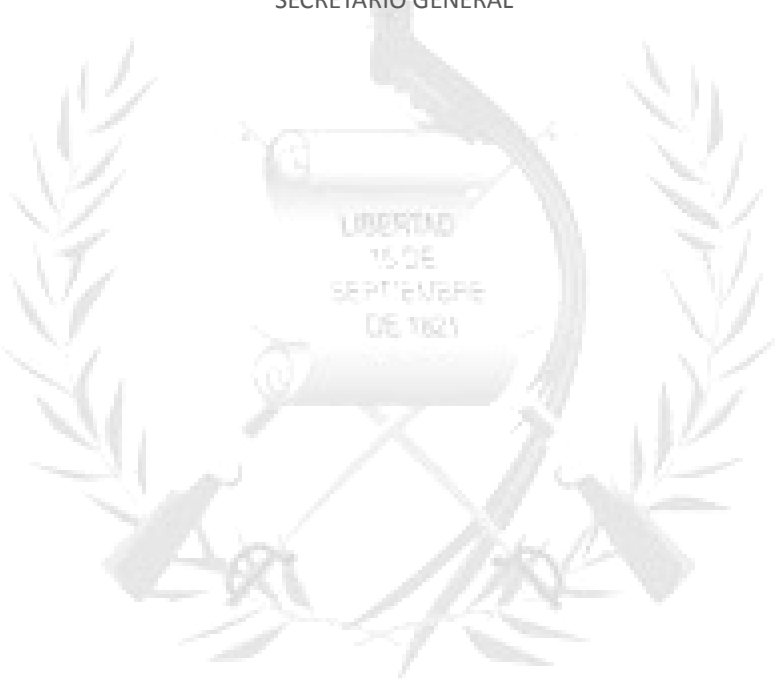 SECRETARIO GENERAL
LIBERTAD
15 DE
SEPTIEMBRE
DE 1821